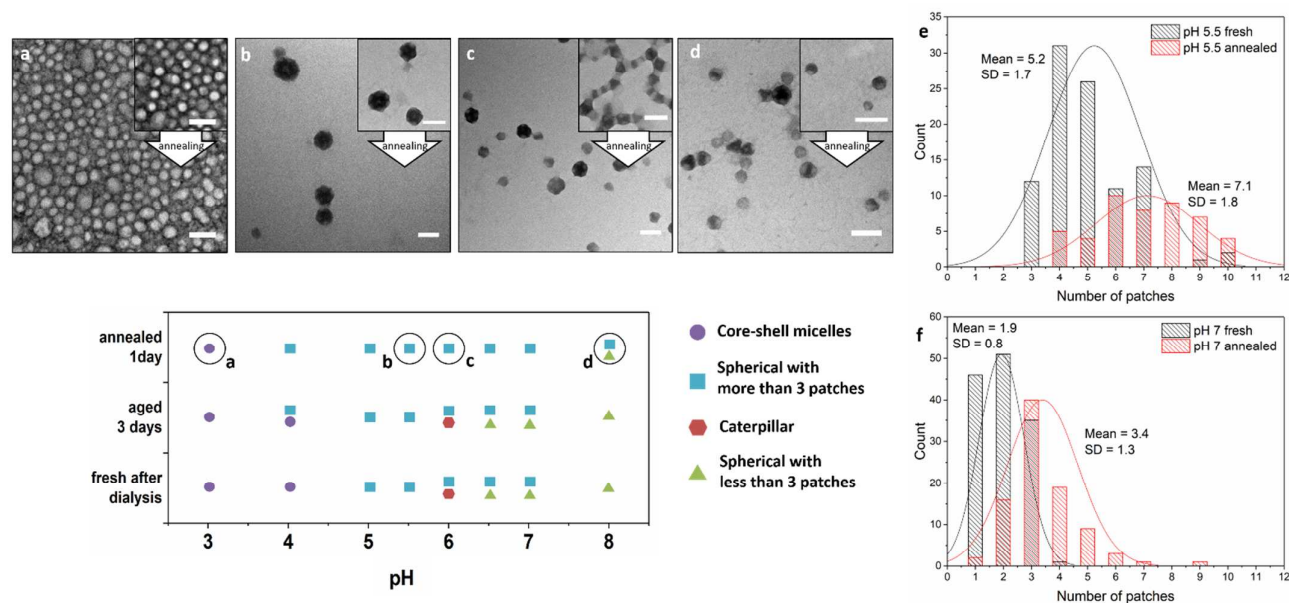 a
annealing
b
annealing
c
annealing
d
annealing
e
35
30
25
20
15
10
5
0
Count
pH 5.5 fresh
pH 5.5 annealed
Mean = 5.2
SD = 1.7
Mean = 7.1
SD = 1.8
0 1 2 3 4 5 6 7 8 9 10 11 12
Number of patches
annealed
1day
aged
3 days
fresh after
dialysis
a
b
c
d
3 4 5 6 7 8
pH
Core-shell micelles
Spherical with
more than 3 patches
Caterpillar
Spherical with
less than 3 patches
f
60
50
40
30
20
10
0
Count
Mean = 1.9
SD = 0.8
pH 7 fresh
pH 7 annealed
Mean = 3.4
SD = 1.3
0 1 2 3 4 5 6 7 8 9 10 11 12
Number of patches